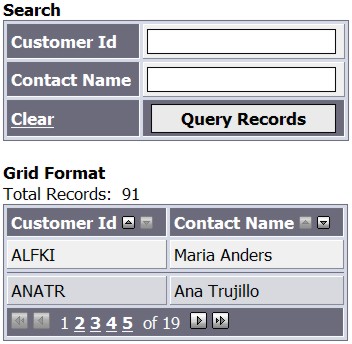 Search
Customer Id
Contact Name
Clear Query Records
Grid Format
Total Records: 91
Customer Id Contact Name
ALFKI Maria Anders
ANATR Ana Trujillo
1 2 3 4 5 of 19